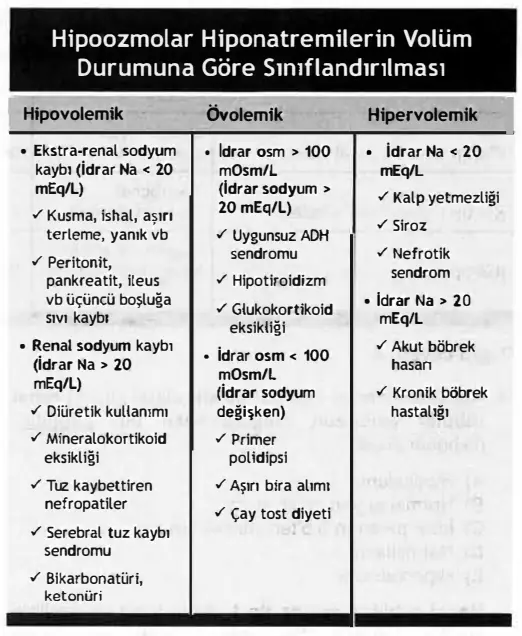 Hipoozmolar Hiponatremilerin Volüm
Durumuna Göre Sınıflandırılması
Hipovolemik
• Ekstra-renal sodyum
kaybı (İdrar Na < 20
mEq/L)
✓ Kusma, ishal, aşırı
terleme, yanık vb
✓ Peritonit,
pankreatit, ileus
vb üçüncü boşluğa
sıvı kaybı
• Renal sodyum kaybı
(İdrar Na > 20
mEq/L)
✓ Diüretik kullanımı
✓ Mineralokortikoid
eksikliği
✓ Tuz kaybettiren
nefropatiler
✓ Serebral tuz kaybı
sendromu
✓ Bikarbonatüri,
ketonüri
Övolemik
• İdrar osm > 100
mOsm/L
(İdrar sodyum >
20 mEq/L)
✓ Uygunsuz ADH
sendromu
✓ Hipotiroidizm
✓ Glukokortikoid
eksikliği
• İdrar osm < 100
mOsm/L
(İdrar sodyum
değişken)
✓ Primer
polidipsi
✓ Aşırı bira alımı
✓ Çay tost diyeti
Hipervolemik
• İdrar Na < 20
mEq/L
✓ Kalp yetmezliği
✓ Siroz
✓ Nefrotik
sendrom
• İdrar Na > 20
mEq/L
✓ Akut böbrek
hasarı
✓ Kronik böbrek
hastalığı